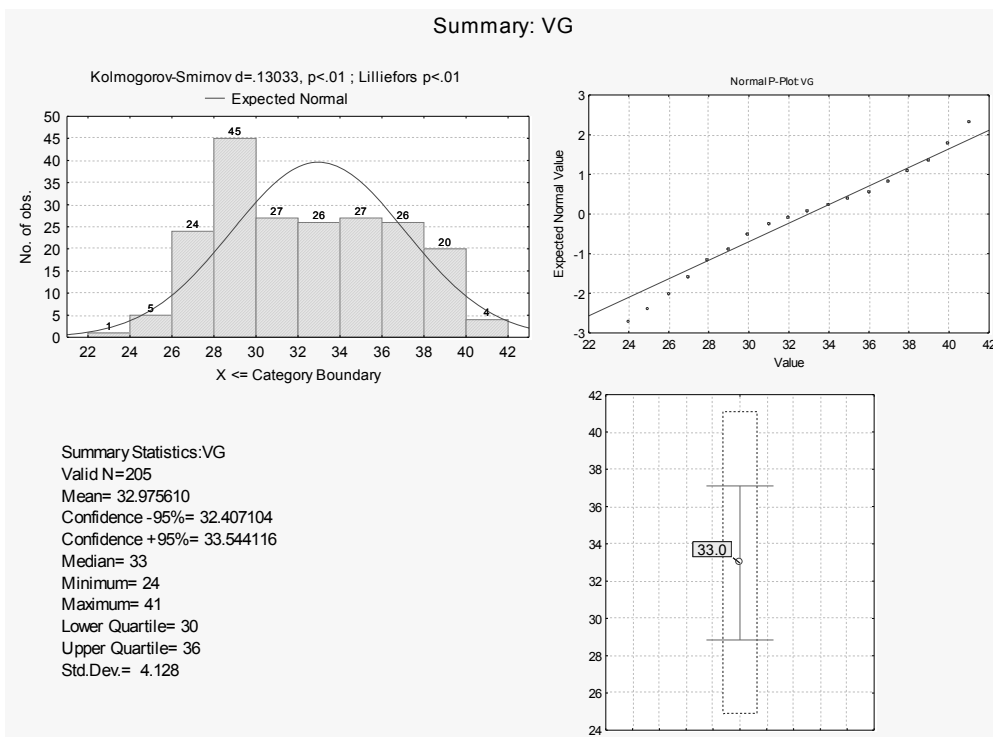 Summary: VG
Kolmogorov-Smirnov d=.13033, p<.01 ; Lilliefors p<.01
Expected Normal
50
45
40
35
30
25
20
15
10
5
0
No. of obs.
1
5
24
45
27
26
27
26
20
4
22 24 26 28 30 32 34 36 38 40 42
X <= Category Boundary
Normal P-Plot: VG
3
2
1
0
-1
-2
-3
Expected Normal Value
22 24 26 28 30 32 34 36 38 40 42
Value
Summary Statistics:VG
Valid N=205
Mean= 32.975610
Confidence -95%= 32.407104
Confidence +95%= 33.544116
Median= 33
Minimum= 24
Maximum= 41
Lower Quartile= 30
Upper Quartile= 36
Std.Dev.= 4.128
42
40
38
36
34
32
30
28
26
24
33.0